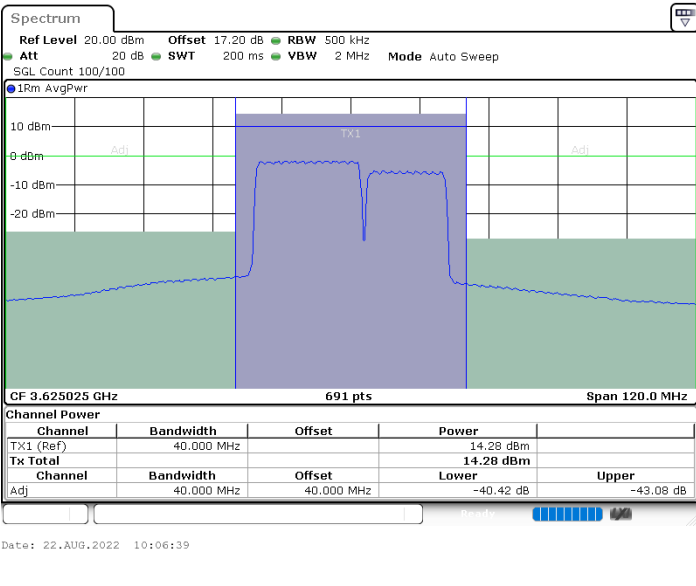 Spectrum
Ref Level 20.00 dBm Offset 17.20 dB RBW 500 kHz
Att 20 dB SWT 200 ms VBW 2 MHz Mode Auto Sweep
SGL Count 100/100
1Rm AvgPwr
10 dBm
TX1
Adj Adj
0 dBm
-10 dBm
-20 dBm
CF 3.625025 GHz 691 pts Span 120.0 MHz
Channel Power
Channel Bandwidth Offset Power
TX1 (Ref) 40.000 MHz 14.28 dBm
Tx Total 14.28 dBm
Channel Bandwidth Offset Lower Upper
Adj 40.000 MHz 40.000 MHz -40.42 dB -43.08 dB
Ready
Date: 22.AUG.2022 10:06:39